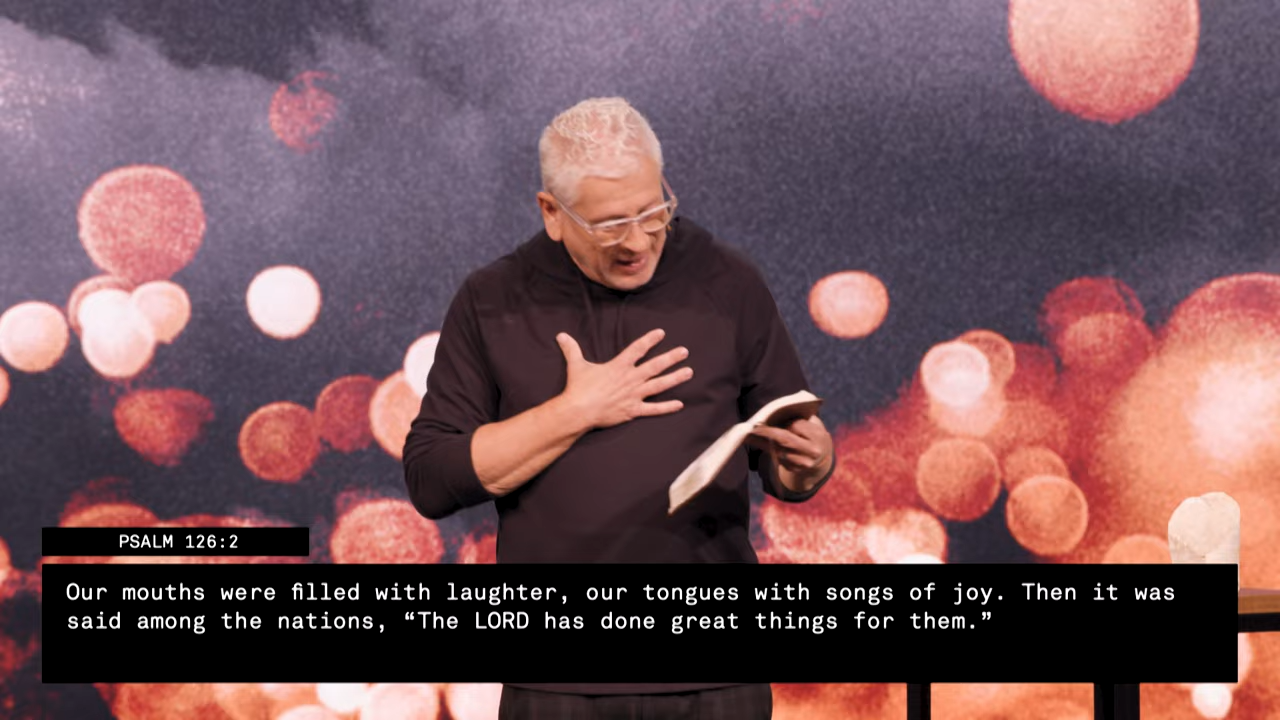 PSALM 126:2
Our mouths were filled with laughter, our tongues with songs of joy. Then it was
said among the nations, “The LORD has done great things for them.”